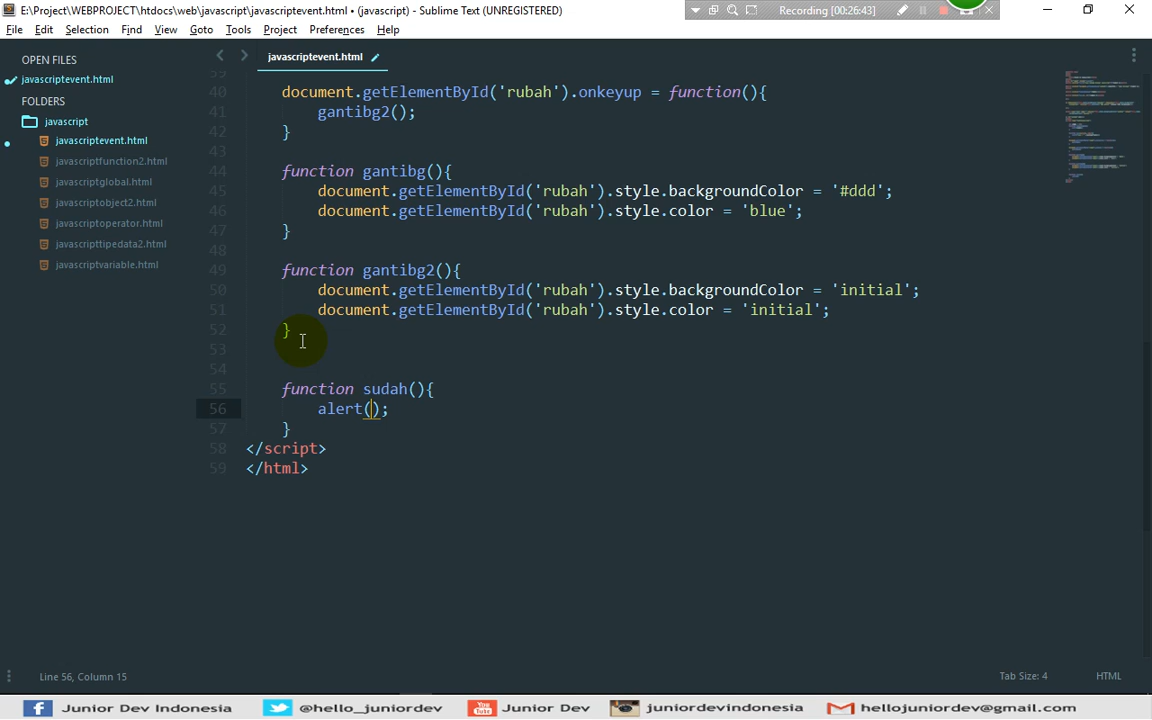 E:\Project\WEBPROJECT\htdocs\web\javascript\javascriptevent.html • (javascript) - Sublime Text (UNREGISTERED)
Recording [00:26:43]
File Edit Selection Find View Goto Tools Project Preferences Help
OPEN FILES
javascriptevent.html
FOLDERS
javascript
javascriptevent.html
javascriptfunction2.html
javascriptglobal.html
javascriptobject2.html
javascriptoperator.html
javascripttipedata2.html
javascriptvariable.html
javascriptevent.html
39
40 document.getElementById('rubah').onkeyup = function(){
41 gantibg2();
42 }
43
44 function gantibg(){
45 document.getElementById('rubah').style.backgroundColor = '#ddd';
46 document.getElementById('rubah').style.color = 'blue';
47 }
48
49 function gantibg2(){
50 document.getElementById('rubah').style.backgroundColor = 'initial';
51 document.getElementById('rubah').style.color = 'initial';
52 }
53
54
55 function sudah(){
56 alert();
57 }
58 </script>
59 </html>
Line 56, Column 15
Tab Size: 4 HTML
f Junior Dev Indonesia @hello_juniordev You Tube Junior Dev juniordevindonesia hellojuniordev@gmail.com